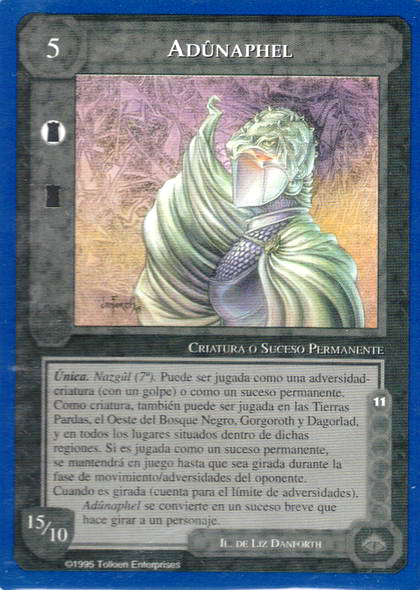 5
ADÛNAPHEL
CRIATURA O SUCESO PERMANENTE
Única. Nazgûl (7º). Puede ser jugada como una adversidad-
criatura (con un golpe) o como un suceso permanente.
Como criatura, también puede ser jugada en las Tierras
Pardas, el Oeste del Bosque Negro, Gorgoroth y Dagorlad,
y en todos los lugares situados dentro de dichas
regiones. Si es jugada como un suceso permanente,
se mantendrá en juego hasta que sea girada durante la
fase de movimiento/adversidades del oponente.
Cuando es girada (cuenta para el límite de adversidades).
Adûnaphel se convierte en un suceso breve que
hace girar a un personaje.
11
15/10
IL. DE LIZ DANFORTH
©1995 Tolkien Enterprises